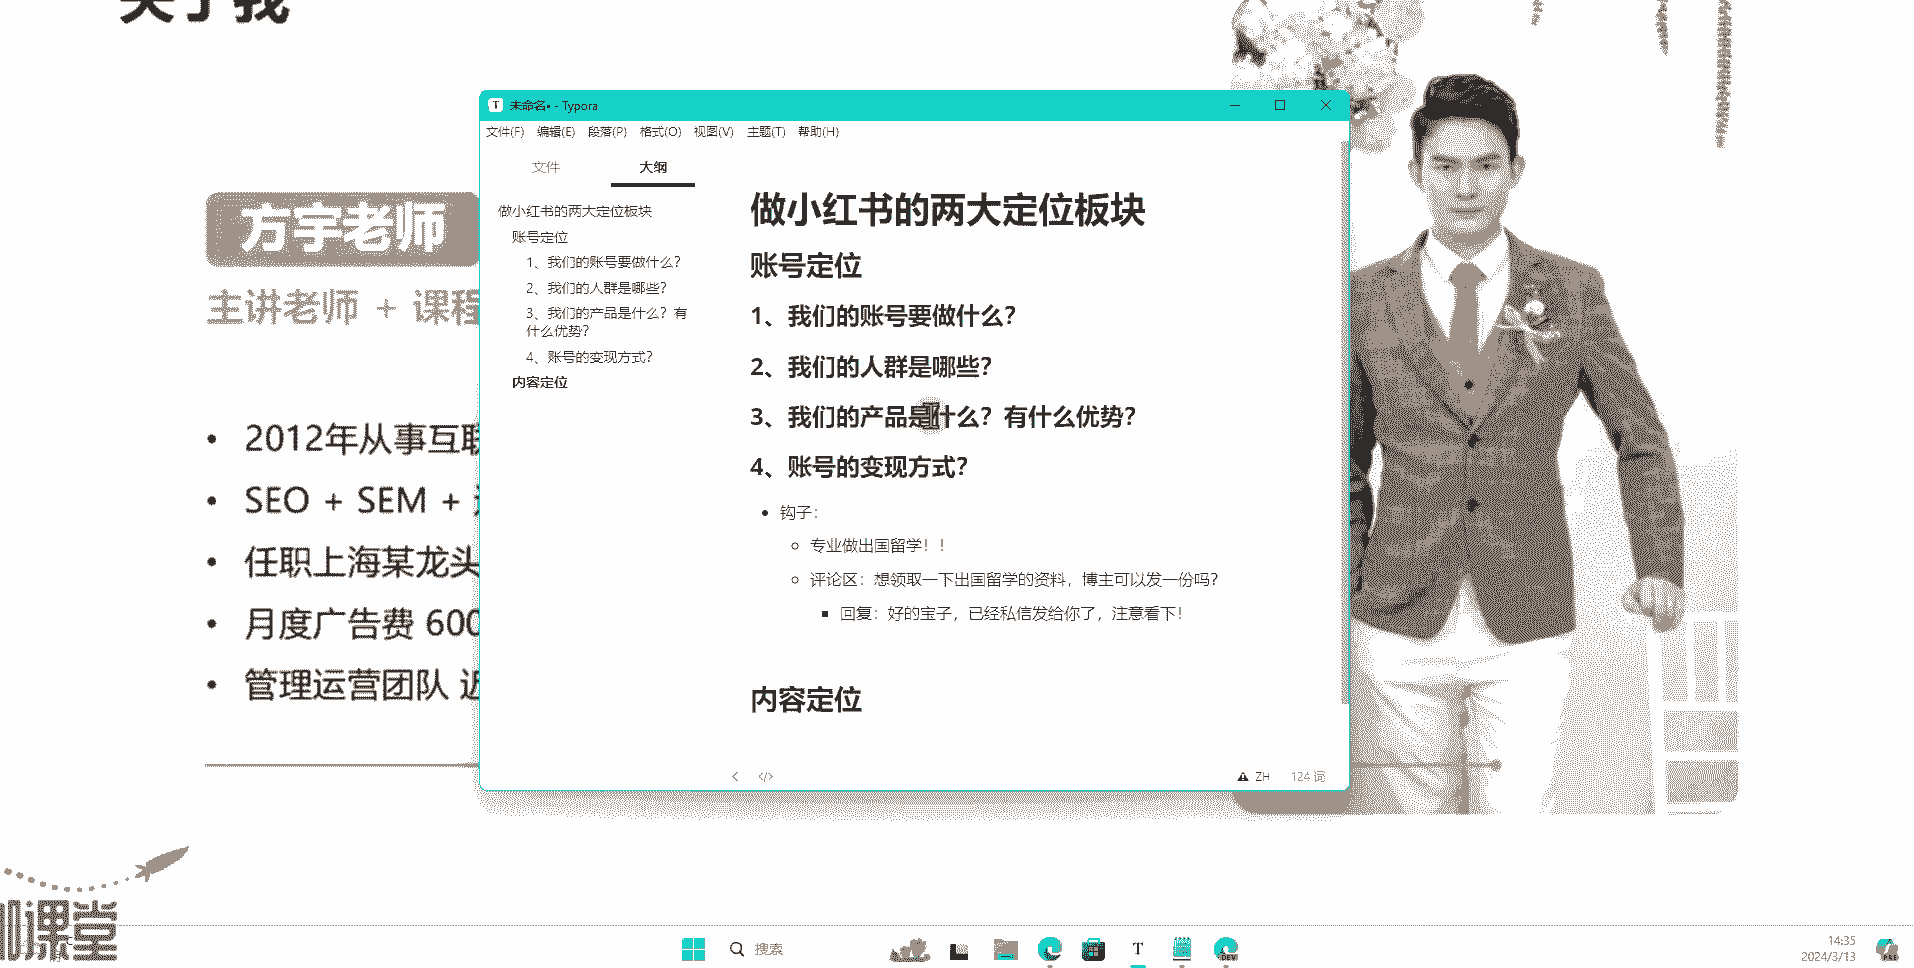 关于我
未命名• - Typora
文件(F) 编辑(E) 段落(P) 格式(O) 视图(V) 主题(T) 帮助(H)
文件 大纲
做小红书的两大定位板块
账号定位
1、我们的账号要做什么？
2、我们的人群是哪些？
3、我们的产品是什么？有
什么优势？
4、账号的变现方式？
内容定位
做小红书的两大定位板块
账号定位
1、我们的账号要做什么？
2、我们的人群是哪些？
3、我们的产品是什么？有什么优势？
4、账号的变现方式？
钩子：
专业做出国留学！！
评论区：想领取一下出国留学的资料，博主可以发一份吗？
回复：好的宝子，已经私信发给你了，注意看下！
内容定位
ZH 124 词
方宇老师
主讲老师 + 课程
• 2012年从事互联
• SEO + SEM +
• 任职上海某龙头
• 月度广告费 600
• 管理运营团队 近
课堂
搜索
T
DEV
14:35
2024/3/13
PRE